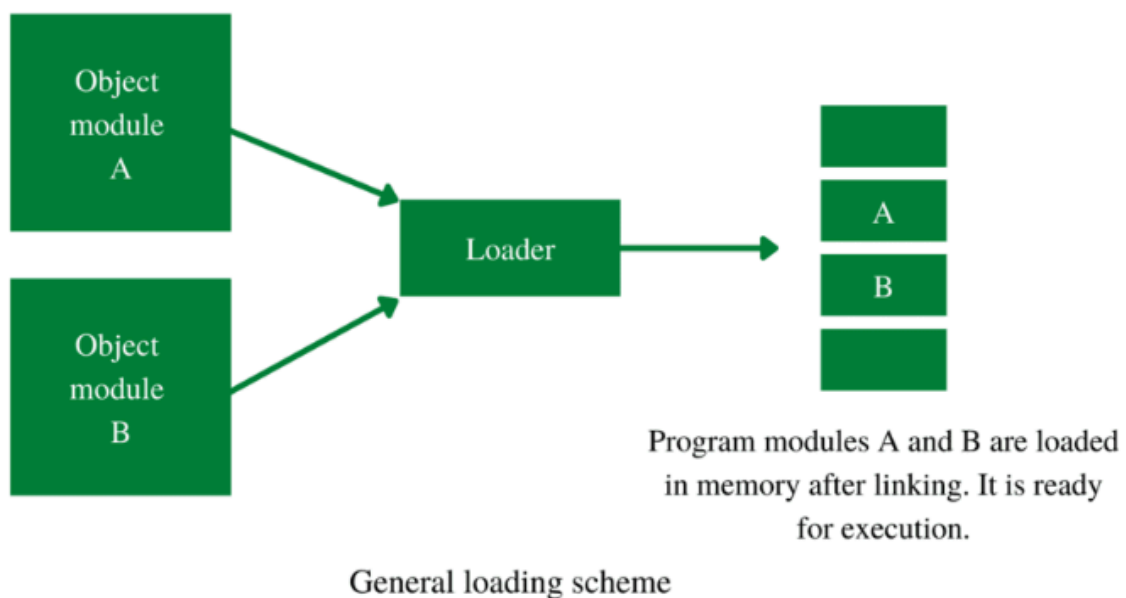 Object
module
A
Loader
A
B
Object
module
B
Program modules A and B are loaded
in memory after linking. It is ready
for execution.
General loading scheme